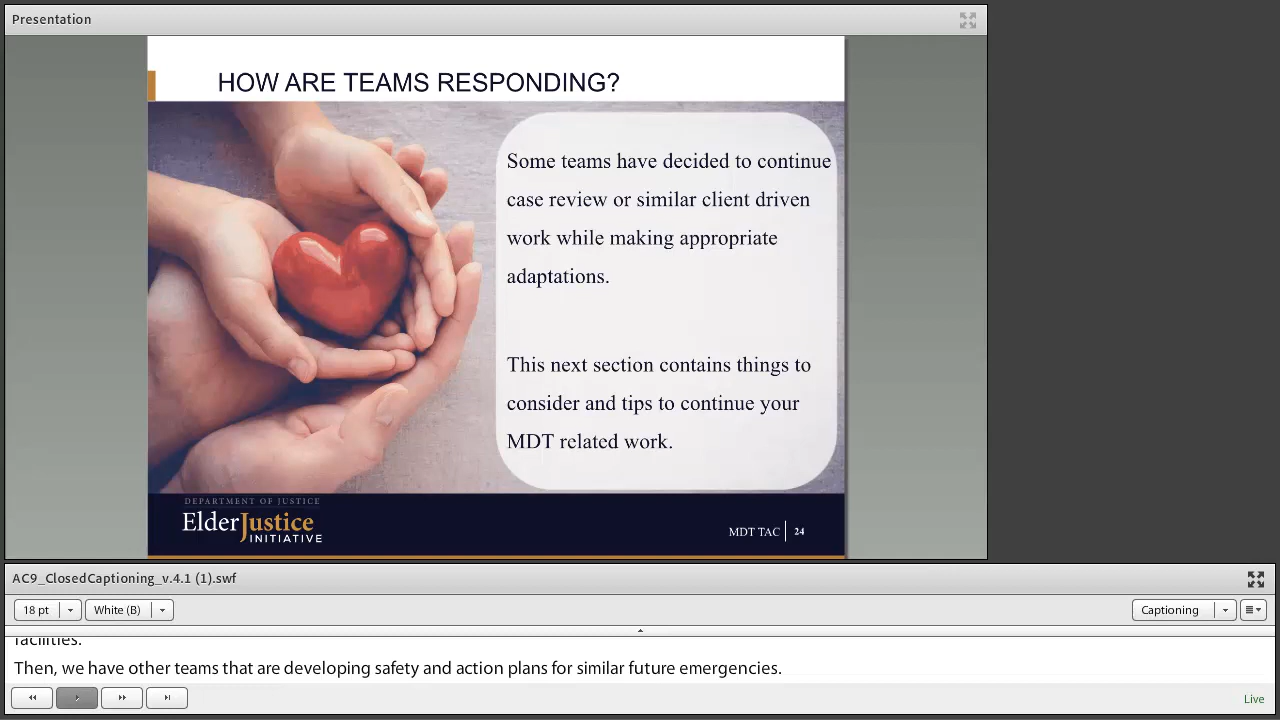 Presentation
HOW ARE TEAMS RESPONDING?
Some teams have decided to continue
case review or similar client driven
work while making appropriate
adaptations.
This next section contains things to
consider and tips to continue your
MDT related work.
DEPARTMENT OF JUSTICE
ElderJustice
INITIATIVE
MDT TAC 24
AC9_ClosedCaptioning_v.4.1 (1).swf
18 pt White (B) Captioning
facilities.
Then, we have other teams that are developing safety and action plans for similar future emergencies.
Live